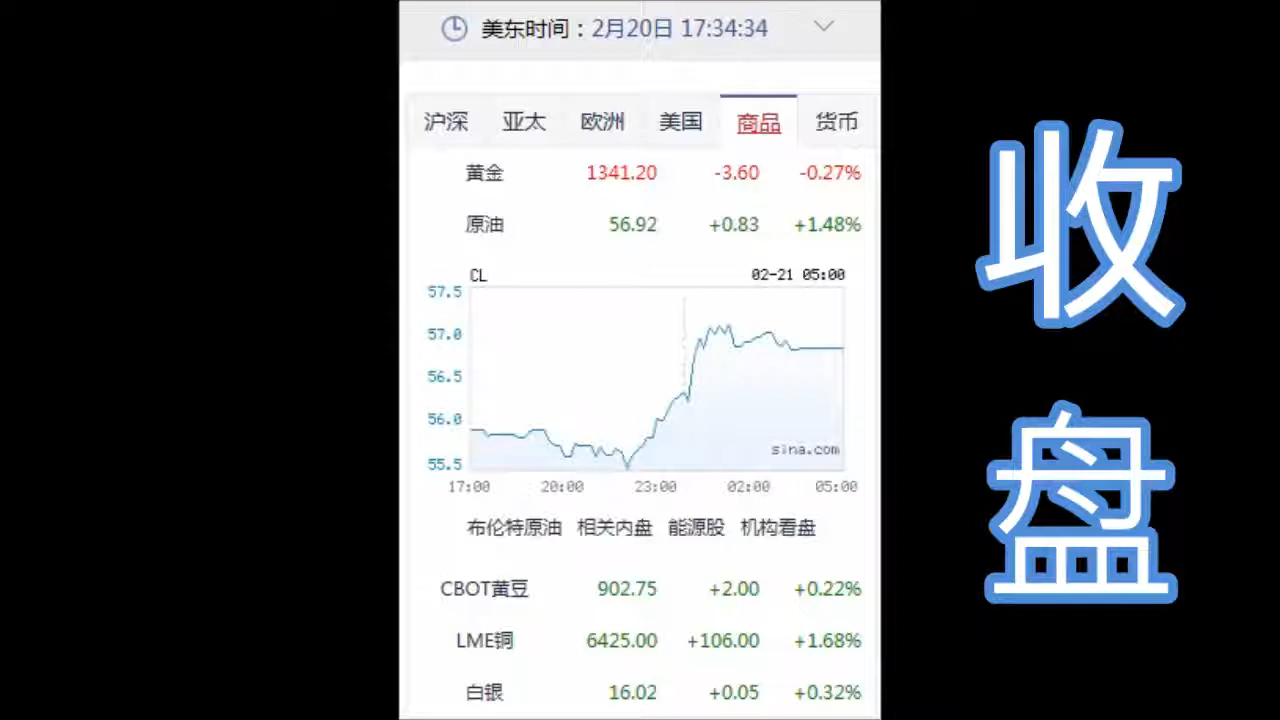 美东时间：2月20日 17:34:34
沪深 亚太 欧洲 美国 商品 货币
黄金 1341.20 -3.60 -0.27%
原油 56.92 +0.83 +1.48%
CL 02-21 05:00
57.5
57.0
56.5
56.0
55.5
sina.com
17:00 20:00 23:00 02:00 05:00
布伦特原油 相关内盘 能源股 机构看盘
CBOT黄豆 902.75 +2.00 +0.22%
LME铜 6425.00 +106.00 +1.68%
白银 16.02 +0.05 +0.32%
收
盘